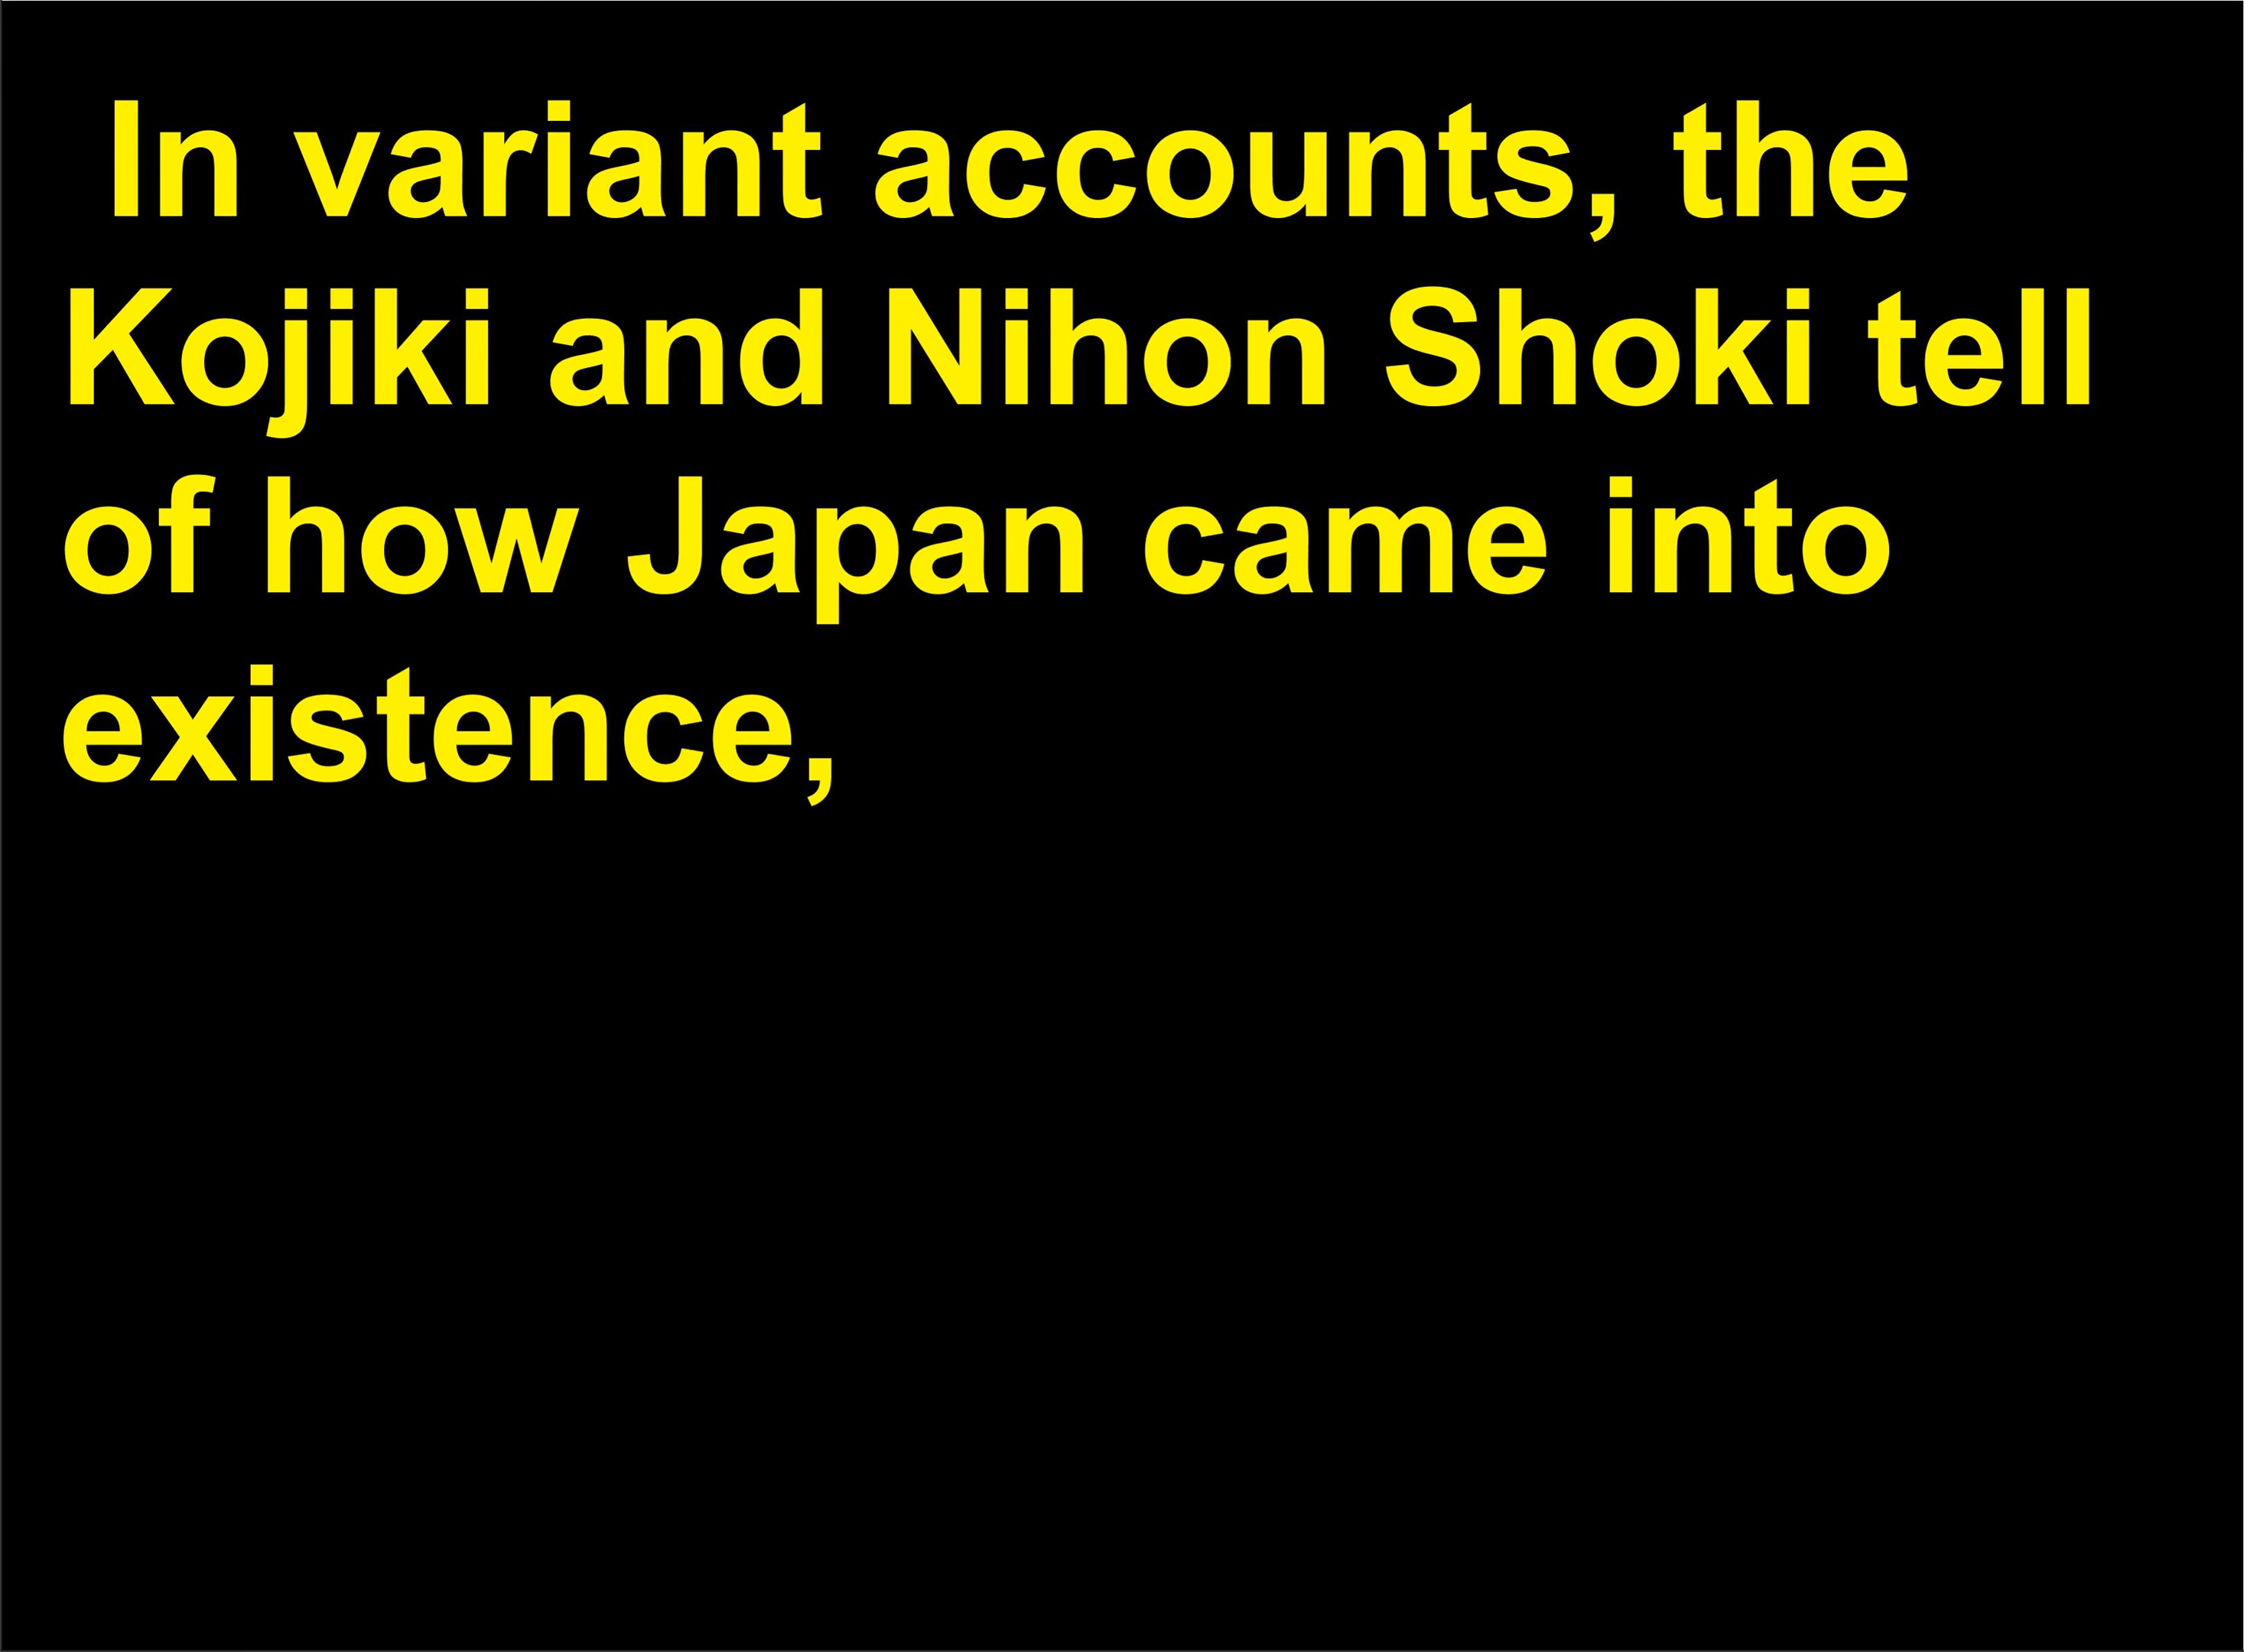 In variant accounts, the
Kojiki and Nihon Shoki tell
of how Japan came into
existence,